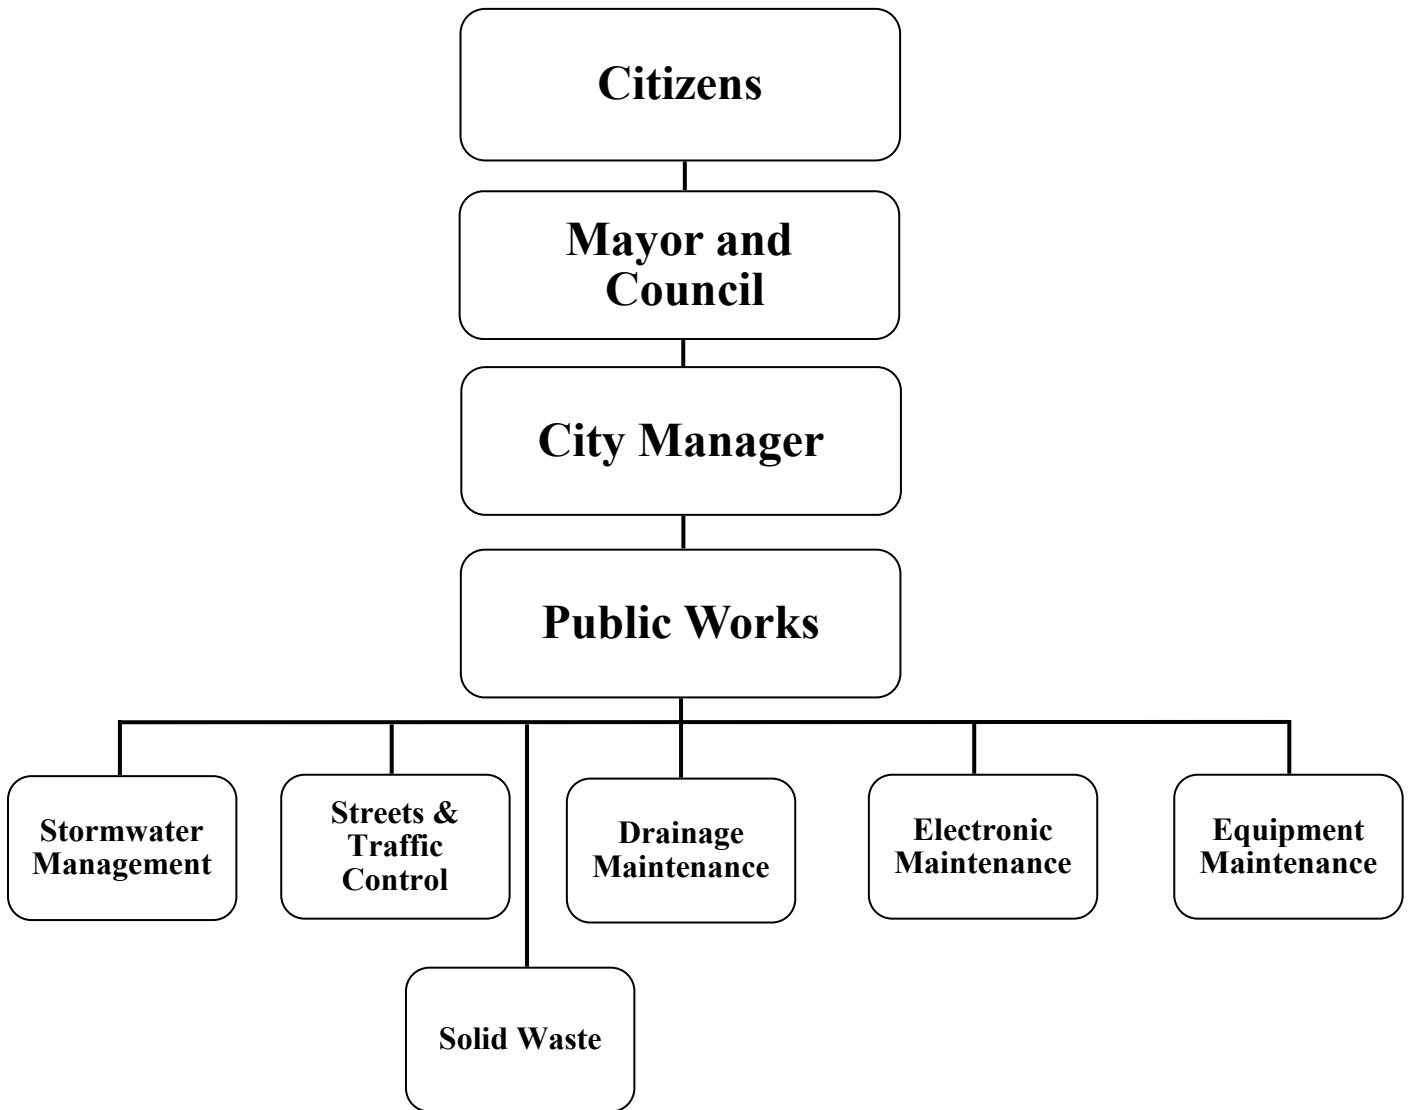 Citizens
Mayor and
Council
City Manager
Public Works
Stormwater
Management
Streets &
Traffic
Control
Drainage
Maintenance
Electronic
Maintenance
Equipment
Maintenance
Solid Waste